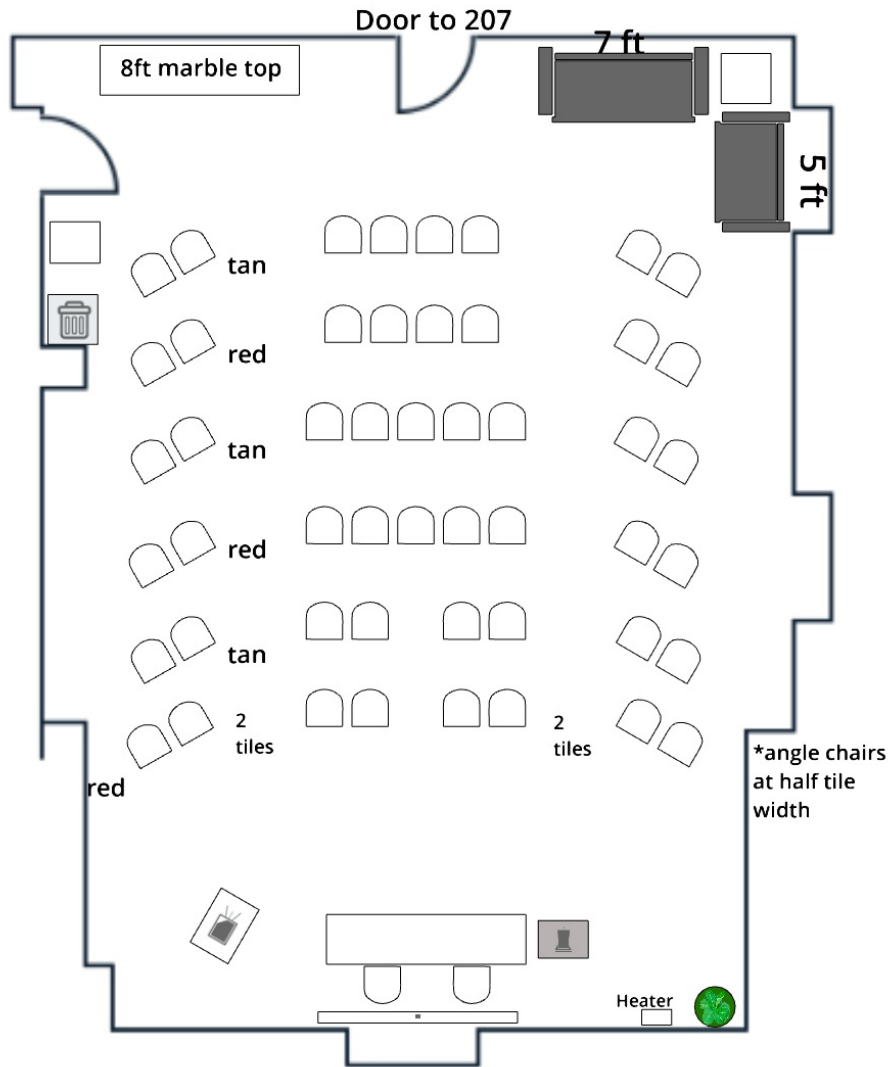 Door to 207
7 ft
8ft marble top
5 ft
tan
red
tan
red
tan
2
tiles
2
tiles
red
*angle chairs
at half tile
width
Heater